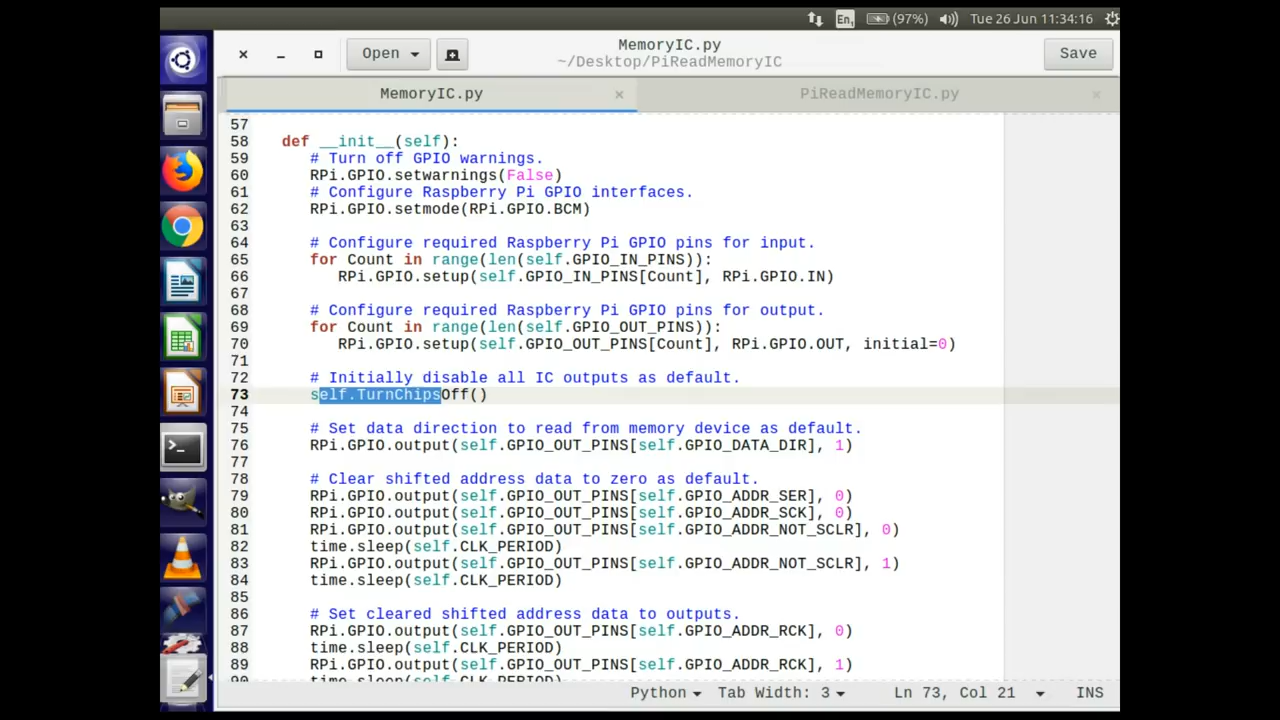 En (97%) Tue 26 Jun 11:34:16
Open MemoryIC.py Save
~/Desktop/PiReadMemoryIC
MemoryIC.py × PiReadMemoryIC.py ×
57
58 def __init__(self):
59 # Turn off GPIO warnings.
60 RPi.GPIO.setwarnings(False)
61 # Configure Raspberry Pi GPIO interfaces.
62 RPi.GPIO.setmode(RPi.GPIO.BCM)
63
64 # Configure required Raspberry Pi GPIO pins for input.
65 for Count in range(len(self.GPIO_IN_PINS)):
66 RPi.GPIO.setup(self.GPIO_IN_PINS[Count], RPi.GPIO.IN)
67
68 # Configure required Raspberry Pi GPIO pins for output.
69 for Count in range(len(self.GPIO_OUT_PINS)):
70 RPi.GPIO.setup(self.GPIO_OUT_PINS[Count], RPi.GPIO.OUT, initial=0)
71
72 # Initially disable all IC outputs as default.
73 self.TurnChipsOff()
74
75 # Set data direction to read from memory device as default.
76 RPi.GPIO.output(self.GPIO_OUT_PINS[self.GPIO_DATA_DIR], 1)
77
78 # Clear shifted address data to zero as default.
79 RPi.GPIO.output(self.GPIO_OUT_PINS[self.GPIO_ADDR_SER], 0)
80 RPi.GPIO.output(self.GPIO_OUT_PINS[self.GPIO_ADDR_SCK], 0)
81 RPi.GPIO.output(self.GPIO_OUT_PINS[self.GPIO_ADDR_NOT_SCLR], 0)
82 time.sleep(self.CLK_PERIOD)
83 RPi.GPIO.output(self.GPIO_OUT_PINS[self.GPIO_ADDR_NOT_SCLR], 1)
84 time.sleep(self.CLK_PERIOD)
85
86 # Set cleared shifted address data to outputs.
87 RPi.GPIO.output(self.GPIO_OUT_PINS[self.GPIO_ADDR_RCK], 0)
88 time.sleep(self.CLK_PERIOD)
89 RPi.GPIO.output(self.GPIO_OUT_PINS[self.GPIO_ADDR_RCK], 1)
90 time.sleep(self.CLK_PERIOD)
Python Tab Width: 3 Ln 73, Col 21 INS